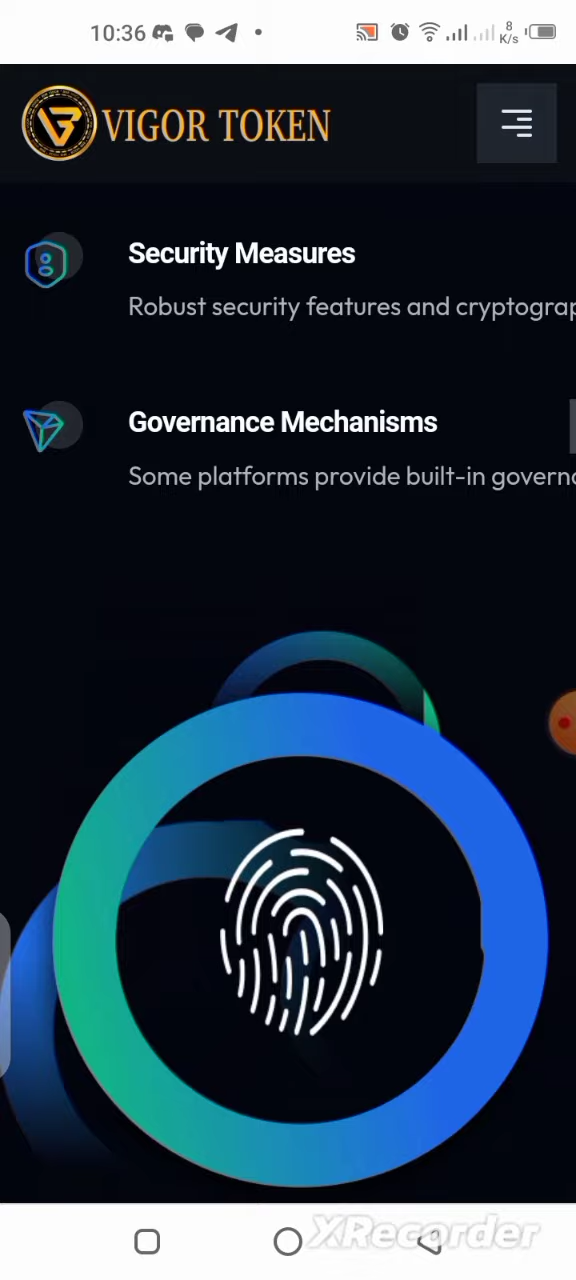 10:36
8
K/s
VIGOR TOKEN
Security Measures
Robust security features and cryptograp
Governance Mechanisms
Some platforms provide built-in governa
XRecorder